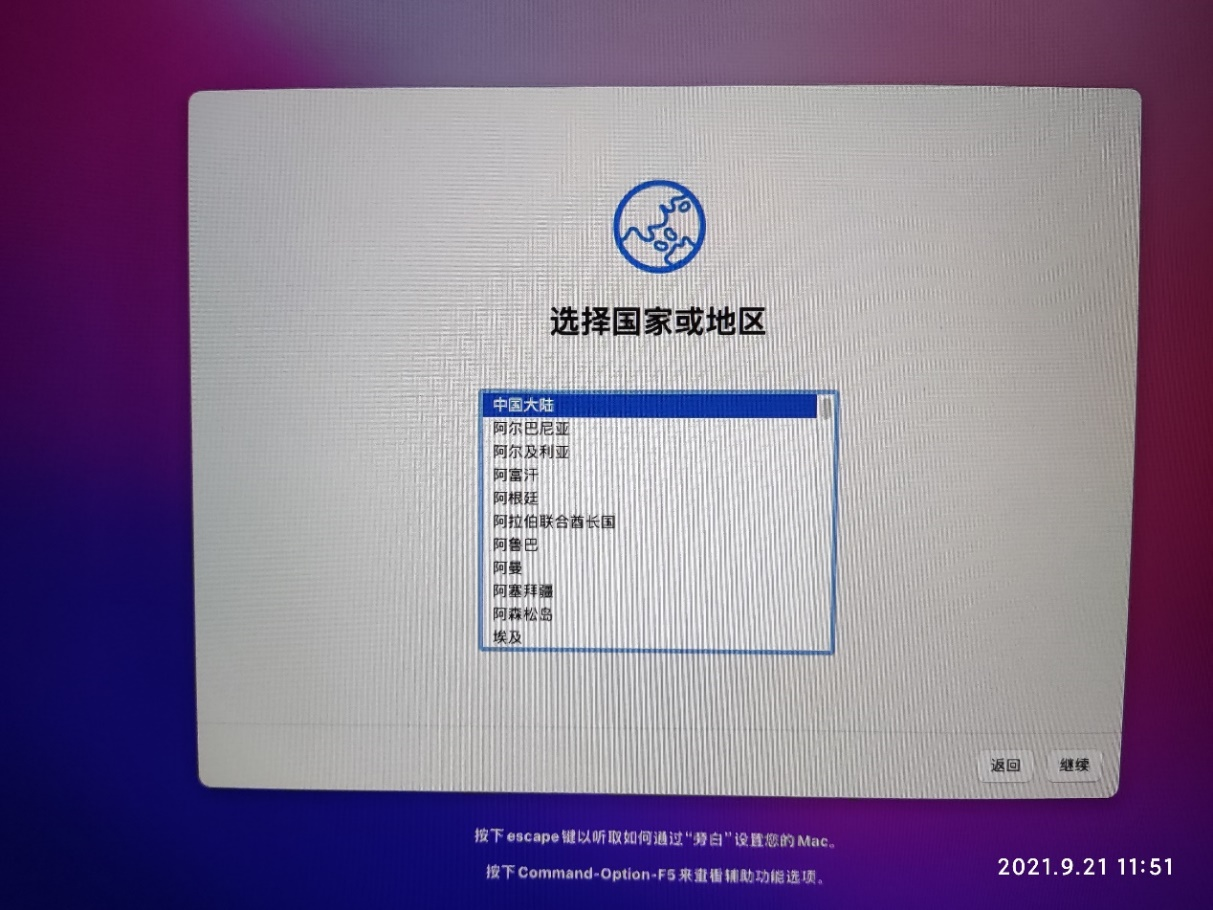 选择国家或地区
中国大陆
阿尔巴尼亚
阿尔及利亚
阿富汗
阿根廷
阿拉伯联合酋长国
阿鲁巴
阿曼
阿塞拜疆
阿森松岛
埃及
返回
继续
按下 escape 键以听取如何通过“旁白”设置您的 Mac。
按下 Command-Option-F5 来查看辅助功能选项。
2021.9.21 11:51